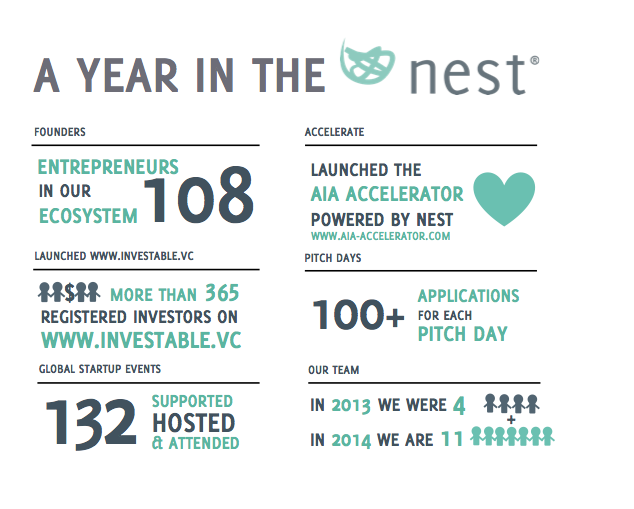 A YEAR IN THE nest®
FOUNDERS
ENTREPRENEURS
IN OUR
ECOSYSTEM
108
ACCELERATE
LAUNCHED THE
AIA ACCELERATOR
POWERED BY NEST
WWW.AIA-ACCELERATOR.COM
LAUNCHED WWW.INVESTABLE.VC
$ MORE THAN 365
REGISTERED INVESTORS ON
WWW.INVESTABLE.VC
PITCH DAYS
100+
APPLICATIONS
FOR EACH
PITCH DAY
GLOBAL STARTUP EVENTS
132
SUPPORTED
HOSTED
& ATTENDED
OUR TEAM
IN 2013 WE WERE 4
+
IN 2014 WE ARE 11